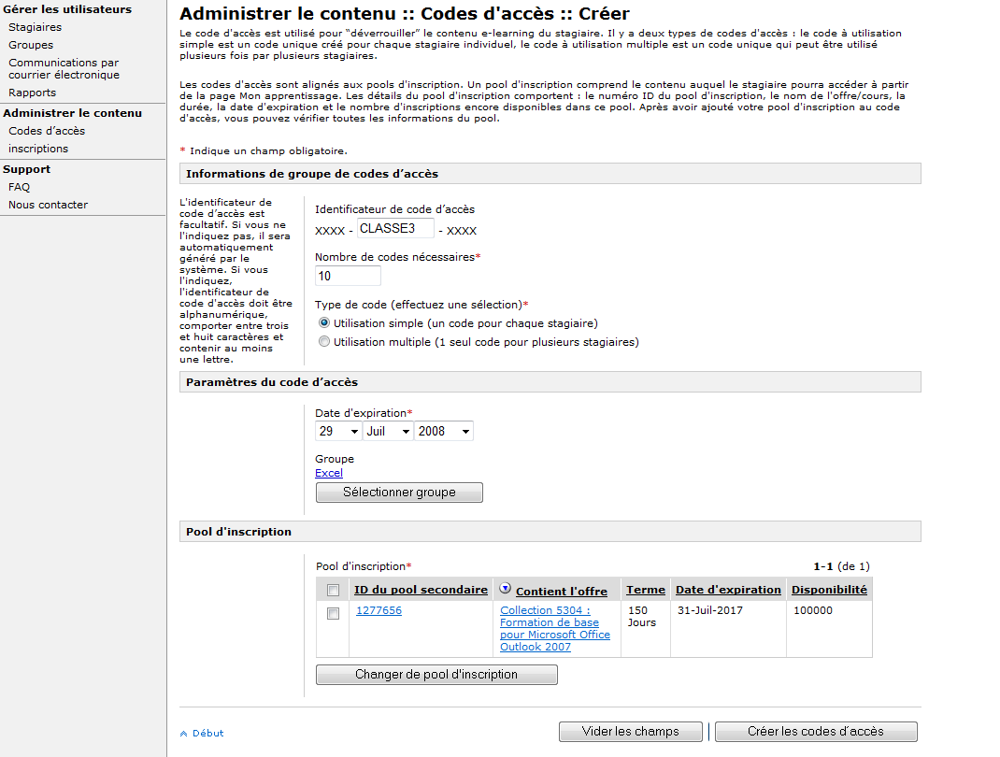 Gérer les utilisateurs
Stagiaires
Groupes
Communications par
courrier électronique
Rapports
Administrer le contenu
Codes d’accès
inscriptions
Support
FAQ
Nous contacter
Administrer le contenu :: Codes d'accès :: Créer
Le code d'accès est utilisé pour “déverrouiller” le contenu e-learning du stagiaire. Il y a deux types de codes d'accès : le code à utilisation
simple est un code unique créé pour chaque stagiaire individuel, le code à utilisation multiple est un code unique qui peut être utilisé
plusieurs fois par plusieurs stagiaires.
Les codes d'accès sont alignés aux pools d'inscription. Un pool d'inscription comprend le contenu auquel le stagiaire pourra accéder à partir
de la page Mon apprentissage. Les détails du pool d'inscription comportent : le numéro ID du pool d'inscription, le nom de l'offre/cours, la
durée, la date d'expiration et le nombre d'inscriptions encore disponibles dans ce pool. Après avoir ajouté votre pool d'inscription au code
d'accès, vous pouvez vérifier toutes les informations du pool.
* Indique un champ obligatoire.
Informations de groupe de codes d’accès
L'identificateur de
code d’accès est
facultatif. Si vous ne
l'indiquez pas, il sera
automatiquement
généré par le
système. Si vous
l'indiquez,
l'identificateur de
code d'accès doit être
alphanumérique,
comporter entre trois
et huit caractères et
contenir au moins
une lettre.
Identificateur de code d’accès
XXXX - CLASSE3 - XXXX
Nombre de codes nécessaires*
10
Type de code (effectuez une sélection)*
Utilisation simple (un code pour chaque stagiaire)
Utilisation multiple (1 seul code pour plusieurs stagiaires)
Paramètres du code d’accès
Date d'expiration*
29 Juil 2008
Groupe
Excel
Sélectionner groupe
Pool d'inscription
Pool d'inscription* 1-1 (de 1)
ID du pool secondaire Contient l'offre Terme Date d'expiration Disponibilité
1277656 Collection 5304 : 150 31-Juil-2017 100000
Formation de base Jours
pour Microsoft Office
Outlook 2007
Changer de pool d'inscription
Début Vider les champs | Créer les codes d’accès